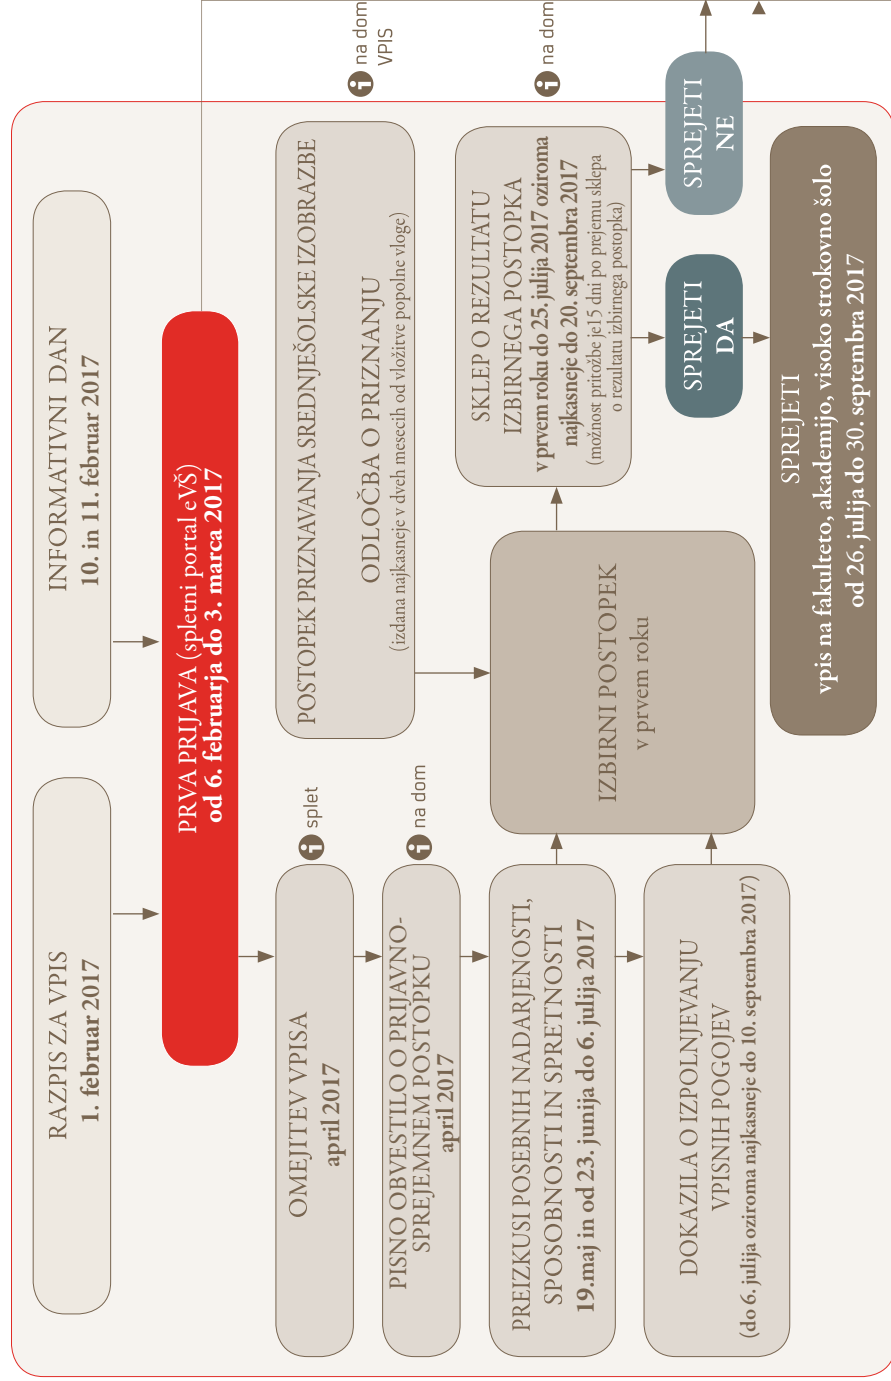 RAZPIS ZA VPIS
1. februar 2017
INFORMATIVNI DAN
10. in 11. februar 2017
PRVA PRIJAVA (spletni portal eVŠ)
od 6. februarja do 3. marca 2017
OMEJITEV VPISA
april 2017
splet
PISNO OBVESTILO O PRIJAVNO-
SPREJEMNEM POSTOPKU
april 2017
na dom
PREIZKUSI POSEBNIH NADARJENOSTI,
SPOSOBNOSTI IN SPRETNOSTI
19.maj in od 23. junija do 6. julija 2017
DOKAZILA O IZPOLNJEVANJU
VPISNIH POGOJEV
(do 6. julija oziroma najkasneje do 10. septembra 2017)
POSTOPEK PRIZNAVANJA SREDNJEŠOLSKE IZOBRAZBE
ODLOČBA O PRIZNANJU
(izdana najkasneje v dveh mesecih od vložitve popolne vloge)
na dom
VPIS
IZBIRNI POSTOPEK
v prvem roku
SKLEP O REZULTATU
IZBIRNEGA POSTOPKA
v prvem roku do 25. julija 2017 oziroma
najkasneje do 20. septembra 2017
(možnost pritožbe je15 dni po prejemu sklepa
o rezultatu izbirnega postopka)
na dom
SPREJETI
DA
SPREJETI
NE
SPREJETI
vpis na fakulteto, akademijo, visoko strokovno šolo
od 26. julija do 30. septembra 2017